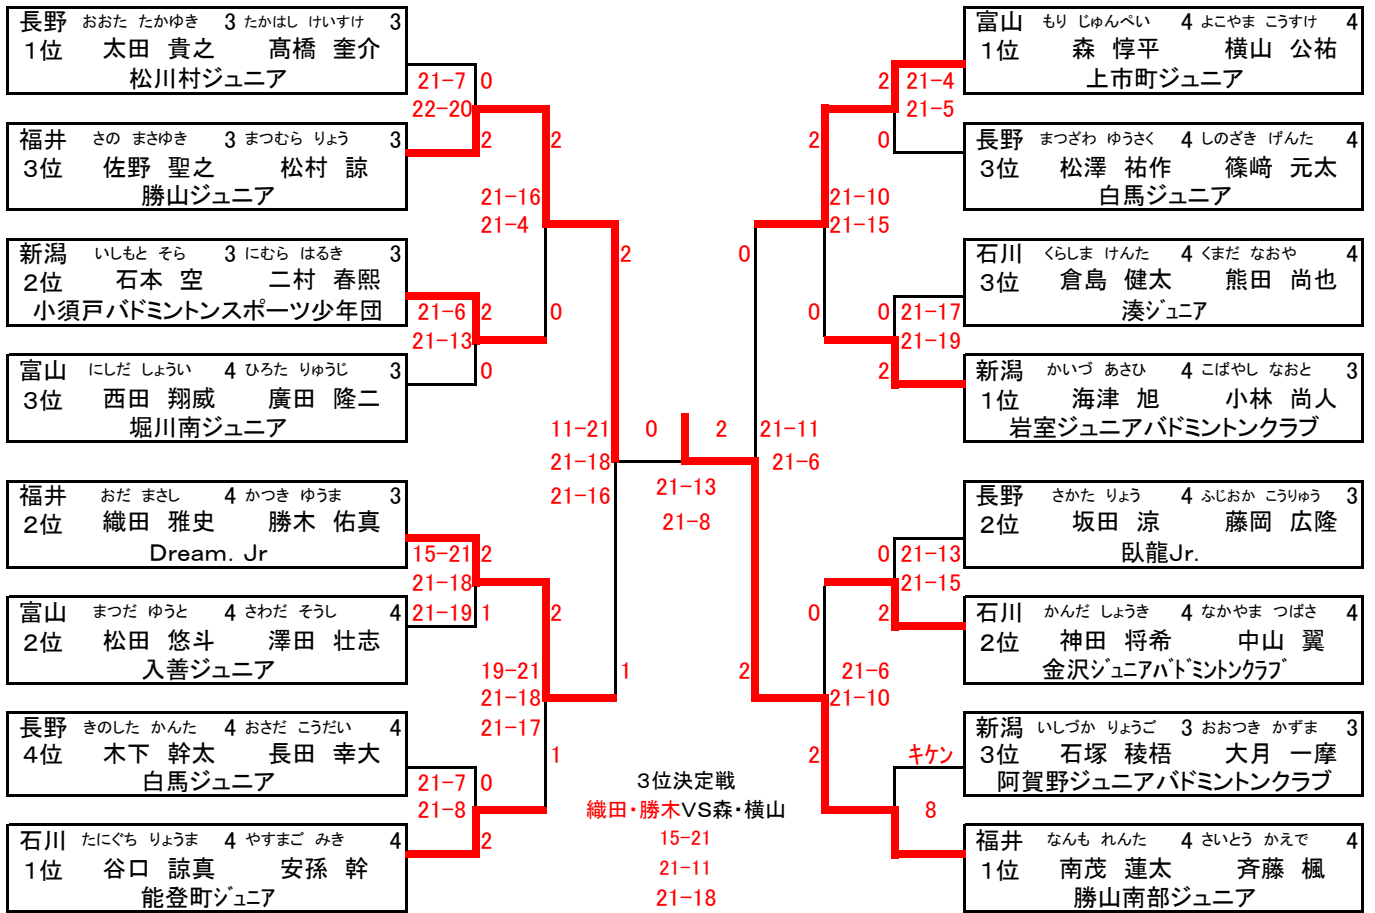 長野 おおた たかゆき 3 たかはし けいすけ 3
1位 太田 貴之 髙橋 奎介
松川村ジュニア
福井 さの まさゆき 3 まつむら りょう 3
3位 佐野 聖之 松村 諒
勝山ジュニア
21-7 0
22-20
2
新潟 いしもと そら 3 にむら はるき 3
2位 石本 空 二村 春熙
小須戸バドミントンスポーツ少年団
富山 にしだ しょうい 4 ひろた りゅうじ 3
3位 西田 翔威 廣田 隆二
堀川南ジュニア
21-6 2
21-13
0
2
21-16
21-4
0
福井 おだ まさし 4 かつき ゆうま 3
2位 織田 雅史 勝木 佑真
Dream. Jr
富山 まつだ ゆうと 4 さわだ そうし 4
2位 松田 悠斗 澤田 壮志
入善ジュニア
15-21 2
21-18
21-19 1
長野 きのした かんた 4 おさだ こうだい 4
4位 木下 幹太 長田 幸大
白馬ジュニア
石川 たにぐち りょうま 4 やすまご みき 4
1位 谷口 諒真 安孫 幹
能登町ジュニア
21-7 0
21-8
2
2
19-21
21-18
21-17
1
2
11-21
21-18
21-16
1
0 2
21-13
21-8
3位決定戦
織田・勝木VS森・横山
15-21
21-11
21-18
富山 もり じゅんぺい 4 よこやま こうすけ 4
1位 森 惇平 横山 公祐
上市町ジュニア
長野 まつざわ ゆうさく 4 しのざき げんた 4
3位 松澤 祐作 篠﨑 元太
白馬ジュニア
2 21-4
21-5
0
石川 くらしま けんた 4 くまだ なおや 4
3位 倉島 健太 熊田 尚也
湊ジュニア
新潟 かいづ あさひ 4 こばやし なおと 3
1位 海津 旭 小林 尚人
岩室ジュニアバドミントンクラブ
0 21-17
21-19
2
2
21-10
21-15
0
長野 さかた りょう 4 ふじおか こうりゅう 3
2位 坂田 涼 藤岡 広隆
臥龍Jr.
石川 かんだ しょうき 4 なかやま つばさ 4
2位 神田 将希 中山 翼
金沢ジュニアバドミントンクラブ
0 21-13
21-15
2
新潟 いしづか りょうご 3 おおつき かずま 3
3位 石塚 稜梧 大月 一摩
阿賀野ジュニアバドミントンクラブ
福井 なんも れんた 4 さいとう かえで 4
1位 南茂 蓮太 斉藤 楓
勝山南部ジュニア
キケン
8
0
21-6
21-10
2
0
21-11
21-6
2